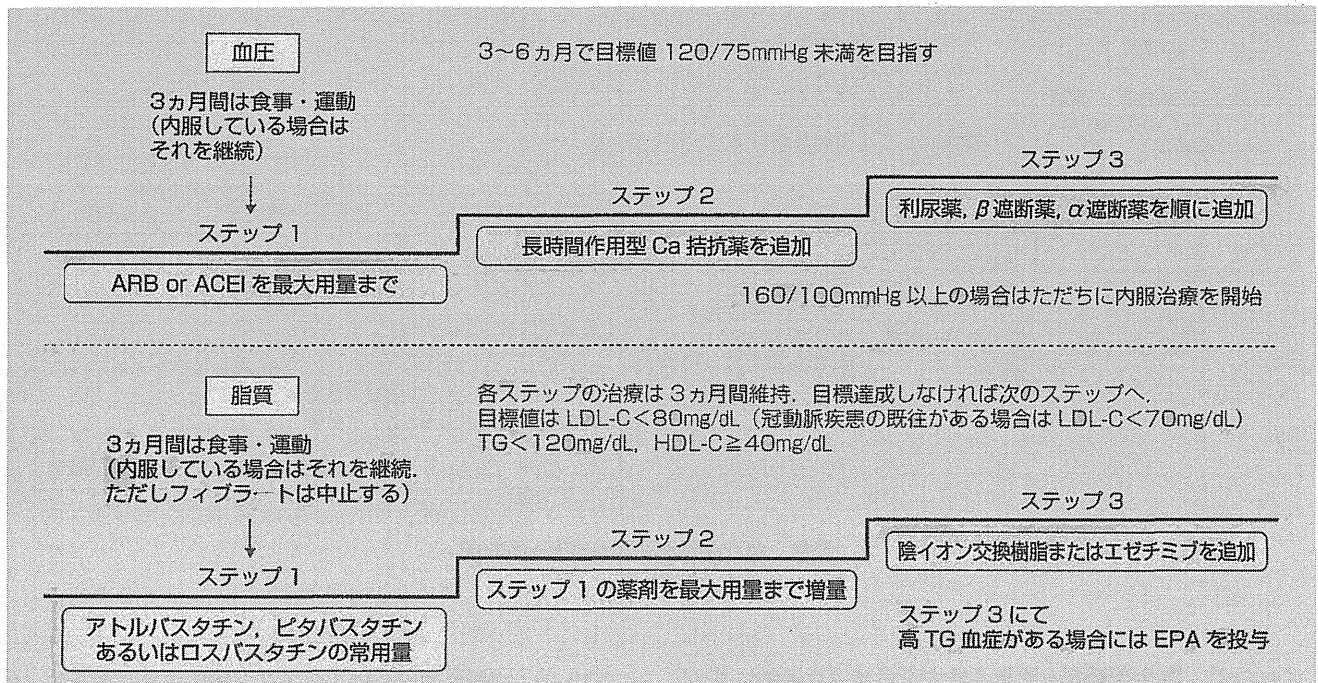 血圧
3～6ヵ月で目標値 120/75mmHg 未満を目指す
3ヵ月間は食事・運動
（内服している場合は
それを継続）
ステップ 1
ARB or ACEI を最大用量まで
ステップ 2
長時間作用型 Ca 拮抗薬を追加
ステップ 3
利尿薬，β遮断薬，α遮断薬を順に追加
160/100mmHg 以上の場合はただちに内服治療を開始
脂質
各ステップの治療は 3ヵ月間維持．目標達成しなければ次のステップへ．
目標値は LDL-C＜80mg/dL（冠動脈疾患の既往がある場合は LDL-C＜70mg/dL）
TG＜120mg/dL，HDL-C≧40mg/dL
3ヵ月間は食事・運動
（内服している場合はそれを継続．
ただしフィブラートは中止する）
ステップ 1
アトルバスタチン，ピタバスタチン
あるいはロスバスタチンの常用量
ステップ 2
ステップ 1 の薬剤を最大用量まで増量
ステップ 3
陰イオン交換樹脂またはエゼチミブを追加
ステップ 3 にて
高 TG 血症がある場合には EPA を投与